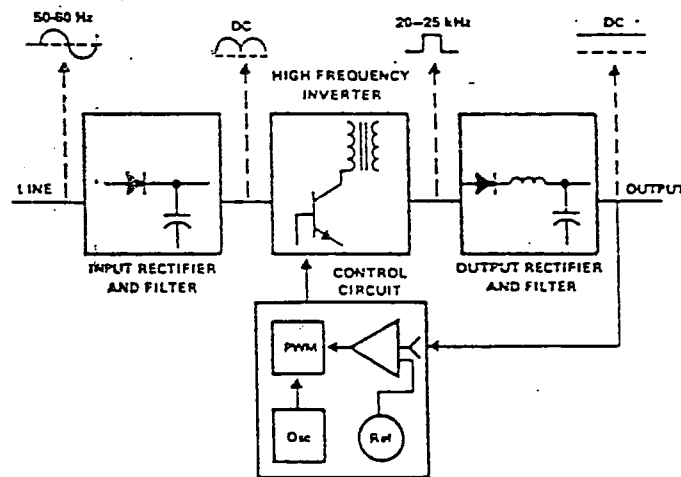 50-60 Hz
DC
20-25 kHz
DC
HIGH FREQUENCY
INVERTER
LINE
OUTPUT
INPUT RECTIFIER
AND FILTER
CONTROL
CIRCUIT
OUTPUT RECTIFIER
AND FILTER
PWM
Osc
Ref